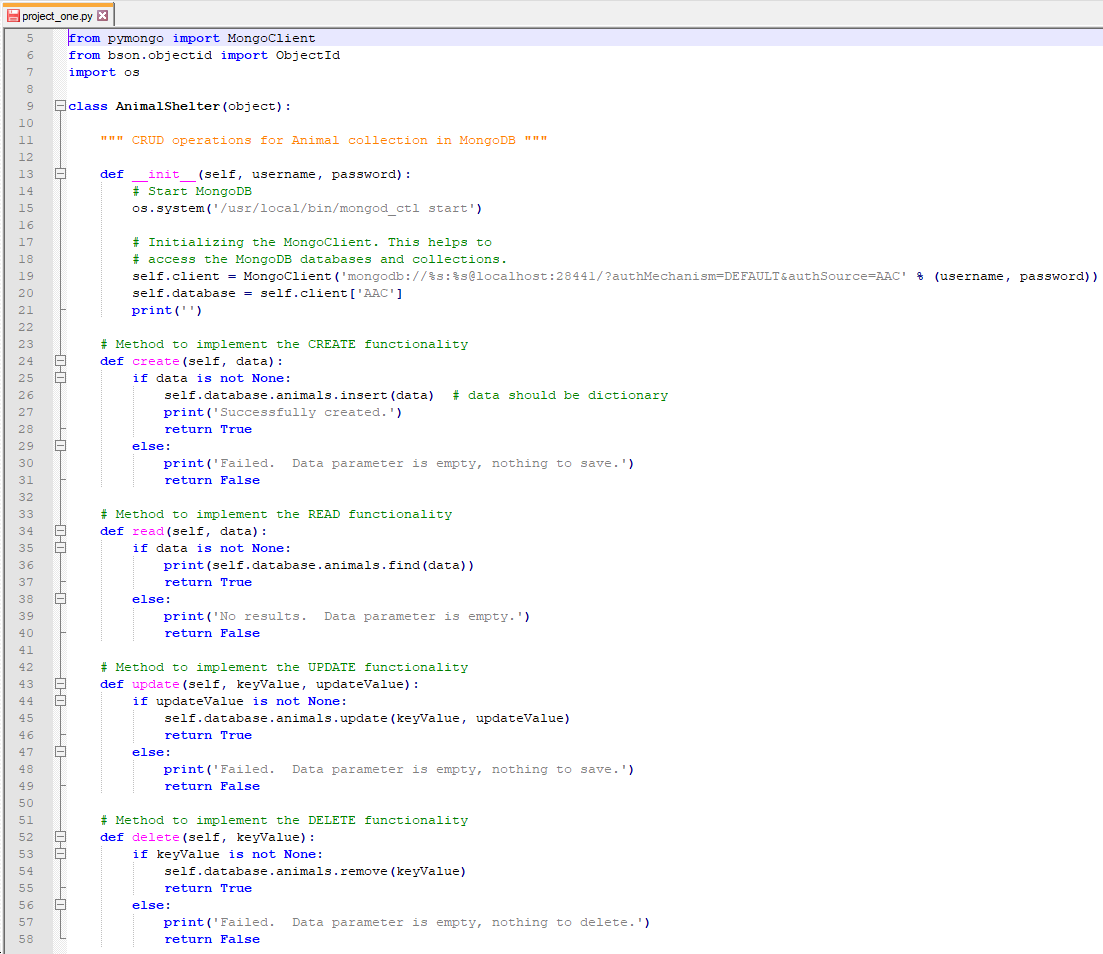 project_one.py
5 from pymongo import MongoClient
6 from bson.objectid import ObjectId
7 import os
8
9 class AnimalShelter(object):
10
11     """ CRUD operations for Animal collection in MongoDB """
12
13     def __init__(self, username, password):
14         # Start MongoDB
15         os.system('/usr/local/bin/mongod_ctl start')
16
17         # Initializing the MongoClient. This helps to
18         # access the MongoDB databases and collections.
19         self.client = MongoClient('mongodb://%s:%s@localhost:28441/?authMechanism=DEFAULT&authSource=AAC' % (username, password))
20         self.database = self.client['AAC']
21         print('')
22
23     # Method to implement the CREATE functionality
24     def create(self, data):
25         if data is not None:
26             self.database.animals.insert(data)  # data should be dictionary
27             print('Successfully created.')
28             return True
29         else:
30             print('Failed.  Data parameter is empty, nothing to save.')
31             return False
32
33     # Method to implement the READ functionality
34     def read(self, data):
35         if data is not None:
36             print(self.database.animals.find(data))
37             return True
38         else:
39             print('No results.  Data parameter is empty.')
40             return False
41
42     # Method to implement the UPDATE functionality
43     def update(self, keyValue, updateValue):
44         if updateValue is not None:
45             self.database.animals.update(keyValue, updateValue)
46             return True
47         else:
48             print('Failed.  Data parameter is empty, nothing to save.')
49             return False
50
51     # Method to implement the DELETE functionality
52     def delete(self, keyValue):
53         if keyValue is not None:
54             self.database.animals.remove(keyValue)
55             return True
56         else:
57             print('Failed.  Data parameter is empty, nothing to delete.')
58             return False